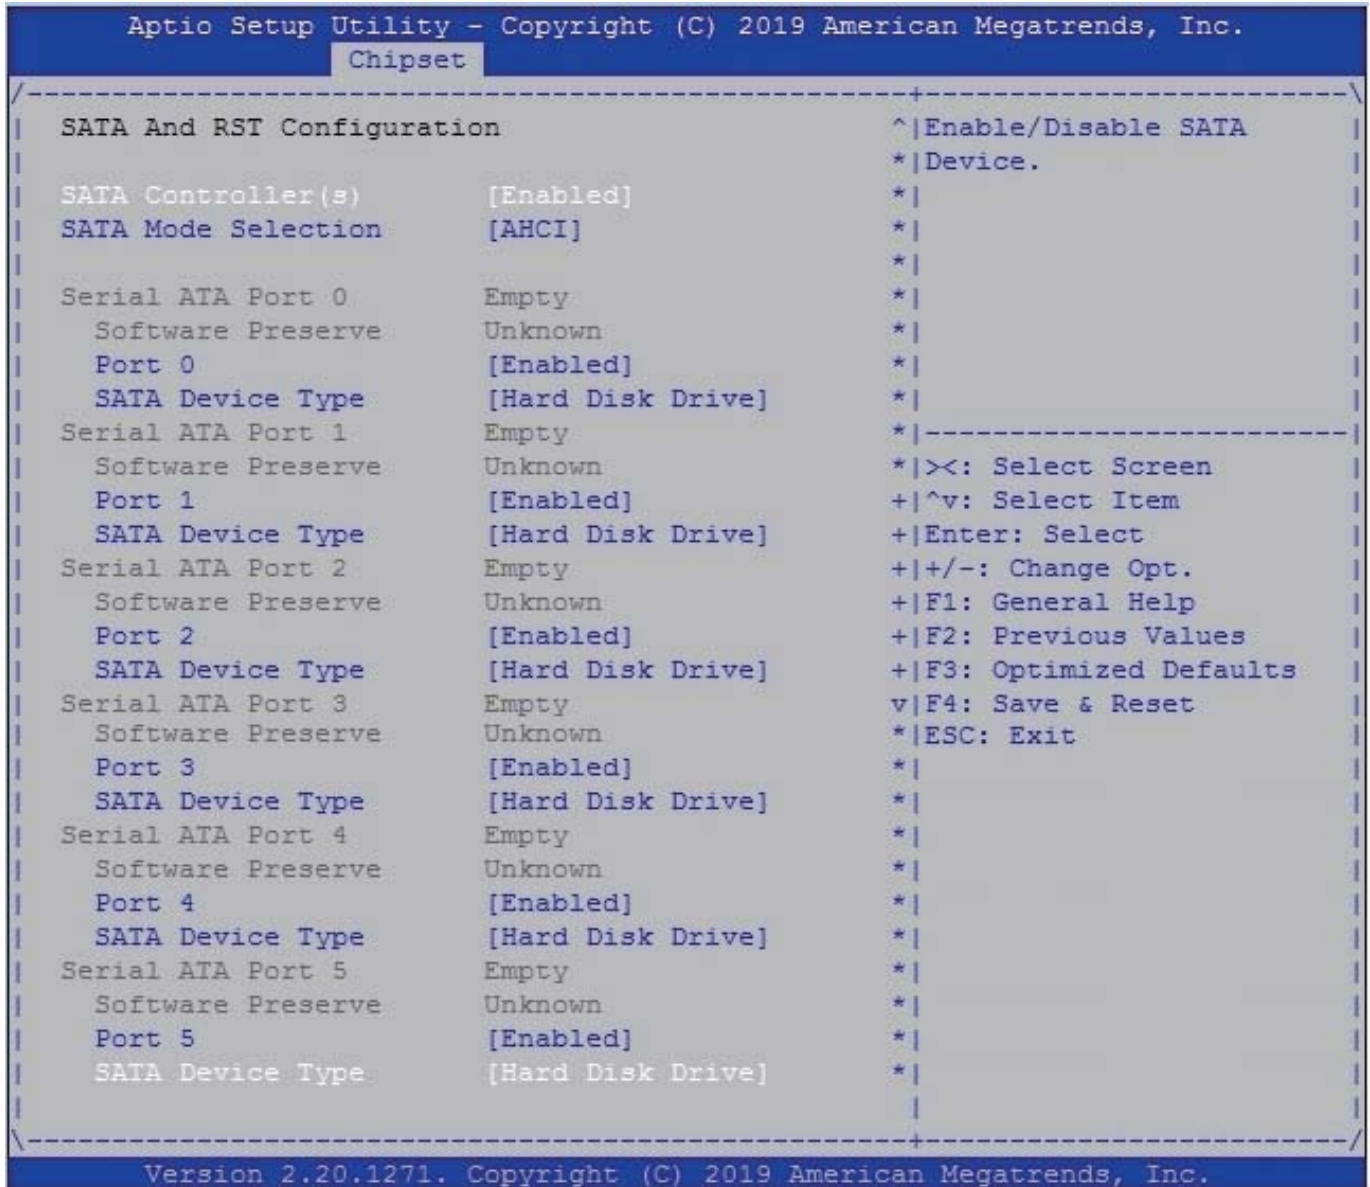 Aptio Setup Utility - Copyright (C) 2019 American Megatrends, Inc.
Chipset
/----------------------------------------------------+-------------------------\
| SATA And RST Configuration ^|Enable/Disable SATA |
| *|Device. |
| SATA Controller(s) [Enabled] *| |
| SATA Mode Selection [AHCI] *| |
| *| |
| Serial ATA Port 0 Empty *| |
| Software Preserve Unknown *| |
| Port 0 [Enabled] *| |
| SATA Device Type [Hard Disk Drive] *| |
| Serial ATA Port 1 Empty *|-------------------------|
| Software Preserve Unknown *|><: Select Screen |
| Port 1 [Enabled] +|^v: Select Item |
| SATA Device Type [Hard Disk Drive] +|Enter: Select |
| Serial ATA Port 2 Empty +|+/-: Change Opt. |
| Software Preserve Unknown +|F1: General Help |
| Port 2 [Enabled] +|F2: Previous Values |
| SATA Device Type [Hard Disk Drive] +|F3: Optimized Defaults |
| Serial ATA Port 3 Empty v|F4: Save & Reset |
| Software Preserve Unknown *|ESC: Exit |
| Port 3 [Enabled] *| |
| SATA Device Type [Hard Disk Drive] *| |
| Serial ATA Port 4 Empty *| |
| Software Preserve Unknown *| |
| Port 4 [Enabled] *| |
| SATA Device Type [Hard Disk Drive] *| |
| Serial ATA Port 5 Empty *| |
| Software Preserve Unknown *| |
| Port 5 [Enabled] *| |
| SATA Device Type [Hard Disk Drive] *| |
| | |
\----------------------------------------------------+-------------------------/
Version 2.20.1271. Copyright (C) 2019 American Megatrends, Inc.